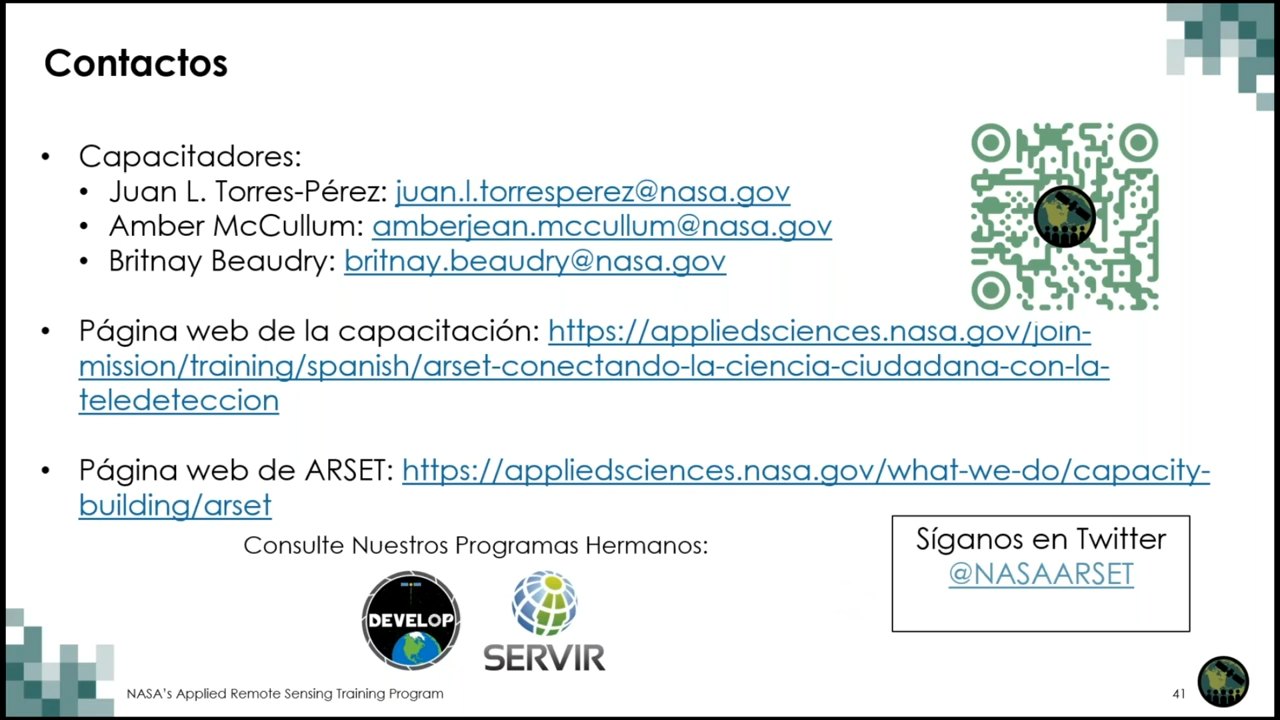 Contactos
• Capacitadores:
• Juan L. Torres-Pérez: juan.l.torresperez@nasa.gov
• Amber McCullum: amberjean.mccullum@nasa.gov
• Britnay Beaudry: britnay.beaudry@nasa.gov
• Página web de la capacitación: https://appliedsciences.nasa.gov/join-
mission/training/spanish/arset-conectando-la-ciencia-ciudadana-con-la-
teledeteccion
• Página web de ARSET: https://appliedsciences.nasa.gov/what-we-do/capacity-
building/arset
Consulte Nuestros Programas Hermanos:
DEVELOP
SERVIR
Síganos en Twitter
@NASAARSET
NASA's Applied Remote Sensing Training Program
41